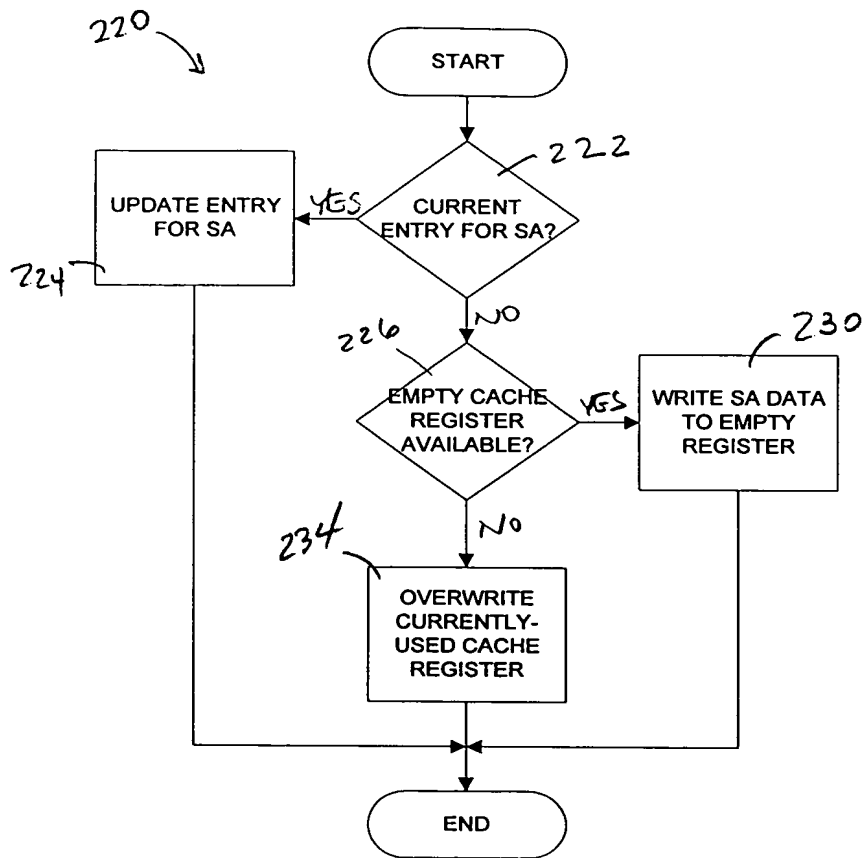 220
START
222
CURRENT
ENTRY FOR SA?
YES
UPDATE ENTRY
FOR SA
224
NO
226
EMPTY CACHE
REGISTER
AVAILABLE?
YES
230
WRITE SA DATA
TO EMPTY
REGISTER
NO
234
OVERWRITE
CURRENTLY-
USED CACHE
REGISTER
END